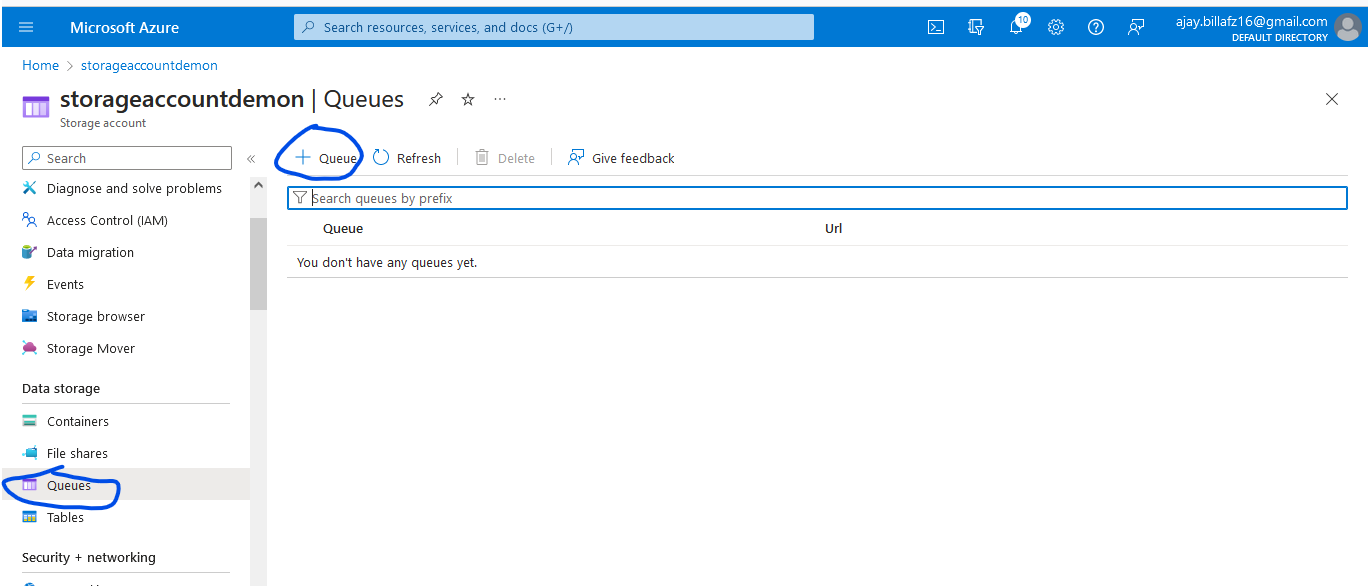 Microsoft Azure
Search resources, services, and docs (G+/)
10
ajay.billafz16@gmail.com
DEFAULT DIRECTORY
Home > storageaccountdemon
storageaccountdemon | Queues
Storage account
Search
Queue
Refresh
Delete
Give feedback
Diagnose and solve problems
Access Control (IAM)
Data migration
Events
Storage browser
Storage Mover
Data storage
Containers
File shares
Queues
Tables
Security + networking
Search queues by prefix
Queue Url
You don't have any queues yet.